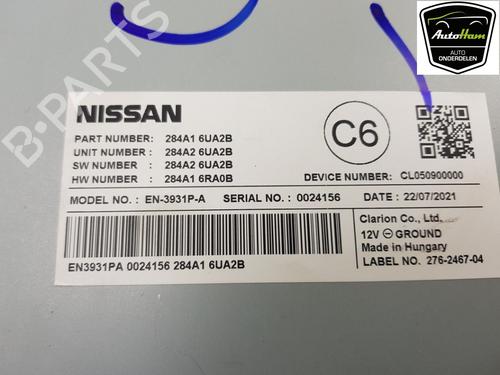 AutoHam
AUTO
ONDERDELEN
B-PARTS
NISSAN
C6
PART NUMBER: 284A1 6UA2B
UNIT NUMBER : 284A2 6UA2B
SW NUMBER : 284A2 6UA2B
HW NUMBER : 284A1 6RA0B
DEVICE NUMBER: CL050900000
MODEL NO. : EN-3931P-A SERIAL NO. : 0024156 DATE : 22/07/2021
Clarion Co., Ltd.
12V GROUND
Made in Hungary
EN3931PA 0024156 284A1 6UA2B
LABEL NO. 276-2467-04